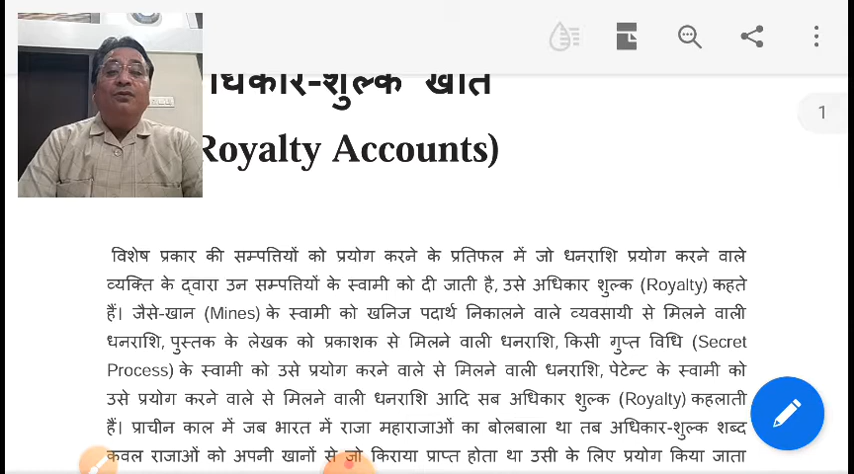 धिकार-शुल्क खाते
Royalty Accounts)
1
विशेष प्रकार की सम्पत्तियों को प्रयोग करने के प्रतिफल में जो धनराशि प्रयोग करने वाले
व्यक्ति के द्वारा उन सम्पत्तियों के स्वामी को दी जाती है, उसे अधिकार शुल्क (Royalty) कहते
हैं। जैसे-खान (Mines) के स्वामी को खनिज पदार्थ निकालने वाले व्यवसायी से मिलने वाली
धनराशि, पुस्तक के लेखक को प्रकाशक से मिलने वाली धनराशि, किसी गुप्त विधि (Secret
Process) के स्वामी को उसे प्रयोग करने वाले से मिलने वाली धनराशि, पेटेन्ट के स्वामी को
उसे प्रयोग करने वाले से मिलने वाली धनराशि आदि सब अधिकार शुल्क (Royalty) कहलाती
हैं। प्राचीन काल में जब भारत में राजा महाराजाओं का बोलबाला था तब अधिकार-शुल्क शब्द
केवल राजाओं को अपनी खानों से जो किराया प्राप्त होता था उसी के लिए प्रयोग किया जाता